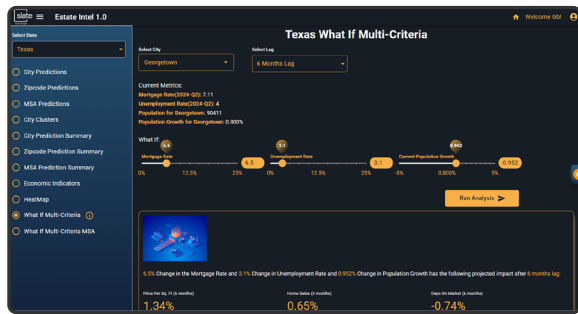 slate
Estate Intel 1.0
Welcome Gb!
Select State
Texas
City Predictions
Zipcode Predictions
MSA Predictions
City Clusters
City Prediction Summary
Zipcode Prediction Summary
MSA Prediction Summary
Economic Indicators
HeatMap
What If Multi-Criteria
What If Multi-Criteria MSA
Texas What If Multi-Criteria
Select City
Select Lag
Georgetown
6 Months Lag
Current Metrics:
Mortgage Rate(2024-Q2): 7.11
Unemployment Rate(2024-Q2): 4
Population for Georgetown: 90411
Population Growth for Georgetown: 0.800%
What If:
6.5
3.1
0.952
Mortgage Rate
Unemployment Rate
Current Population Growth
6.5
3.1
0.952
0% 12.5% 25%
0% 12.5% 25%
-5% 0.800% 5%
Run Analysis
6.5% Change in the Mortgage Rate and 3.1% Change in Unemployment Rate and 0.952% Change in Population Growth has the following projected impact after 6 months lag
Price Per Sq. Ft (6 months)
Home Sales (6 months)
Days On Market (6 months)
1.34%
0.65%
-0.74%